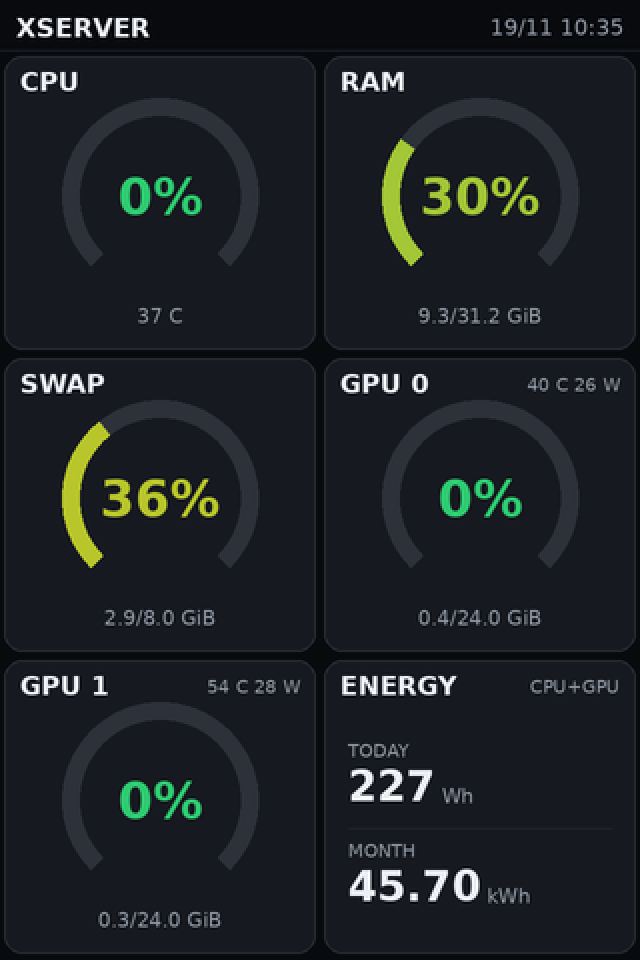 XSERVER 19/11 10:35
CPU
0%
37 C
RAM
30%
9.3/31.2 GiB
SWAP
36%
2.9/8.0 GiB
GPU 0 40 C 26 W
0%
0.4/24.0 GiB
GPU 1 54 C 28 W
0%
0.3/24.0 GiB
ENERGY CPU+GPU
TODAY
227 Wh
MONTH
45.70 kWh